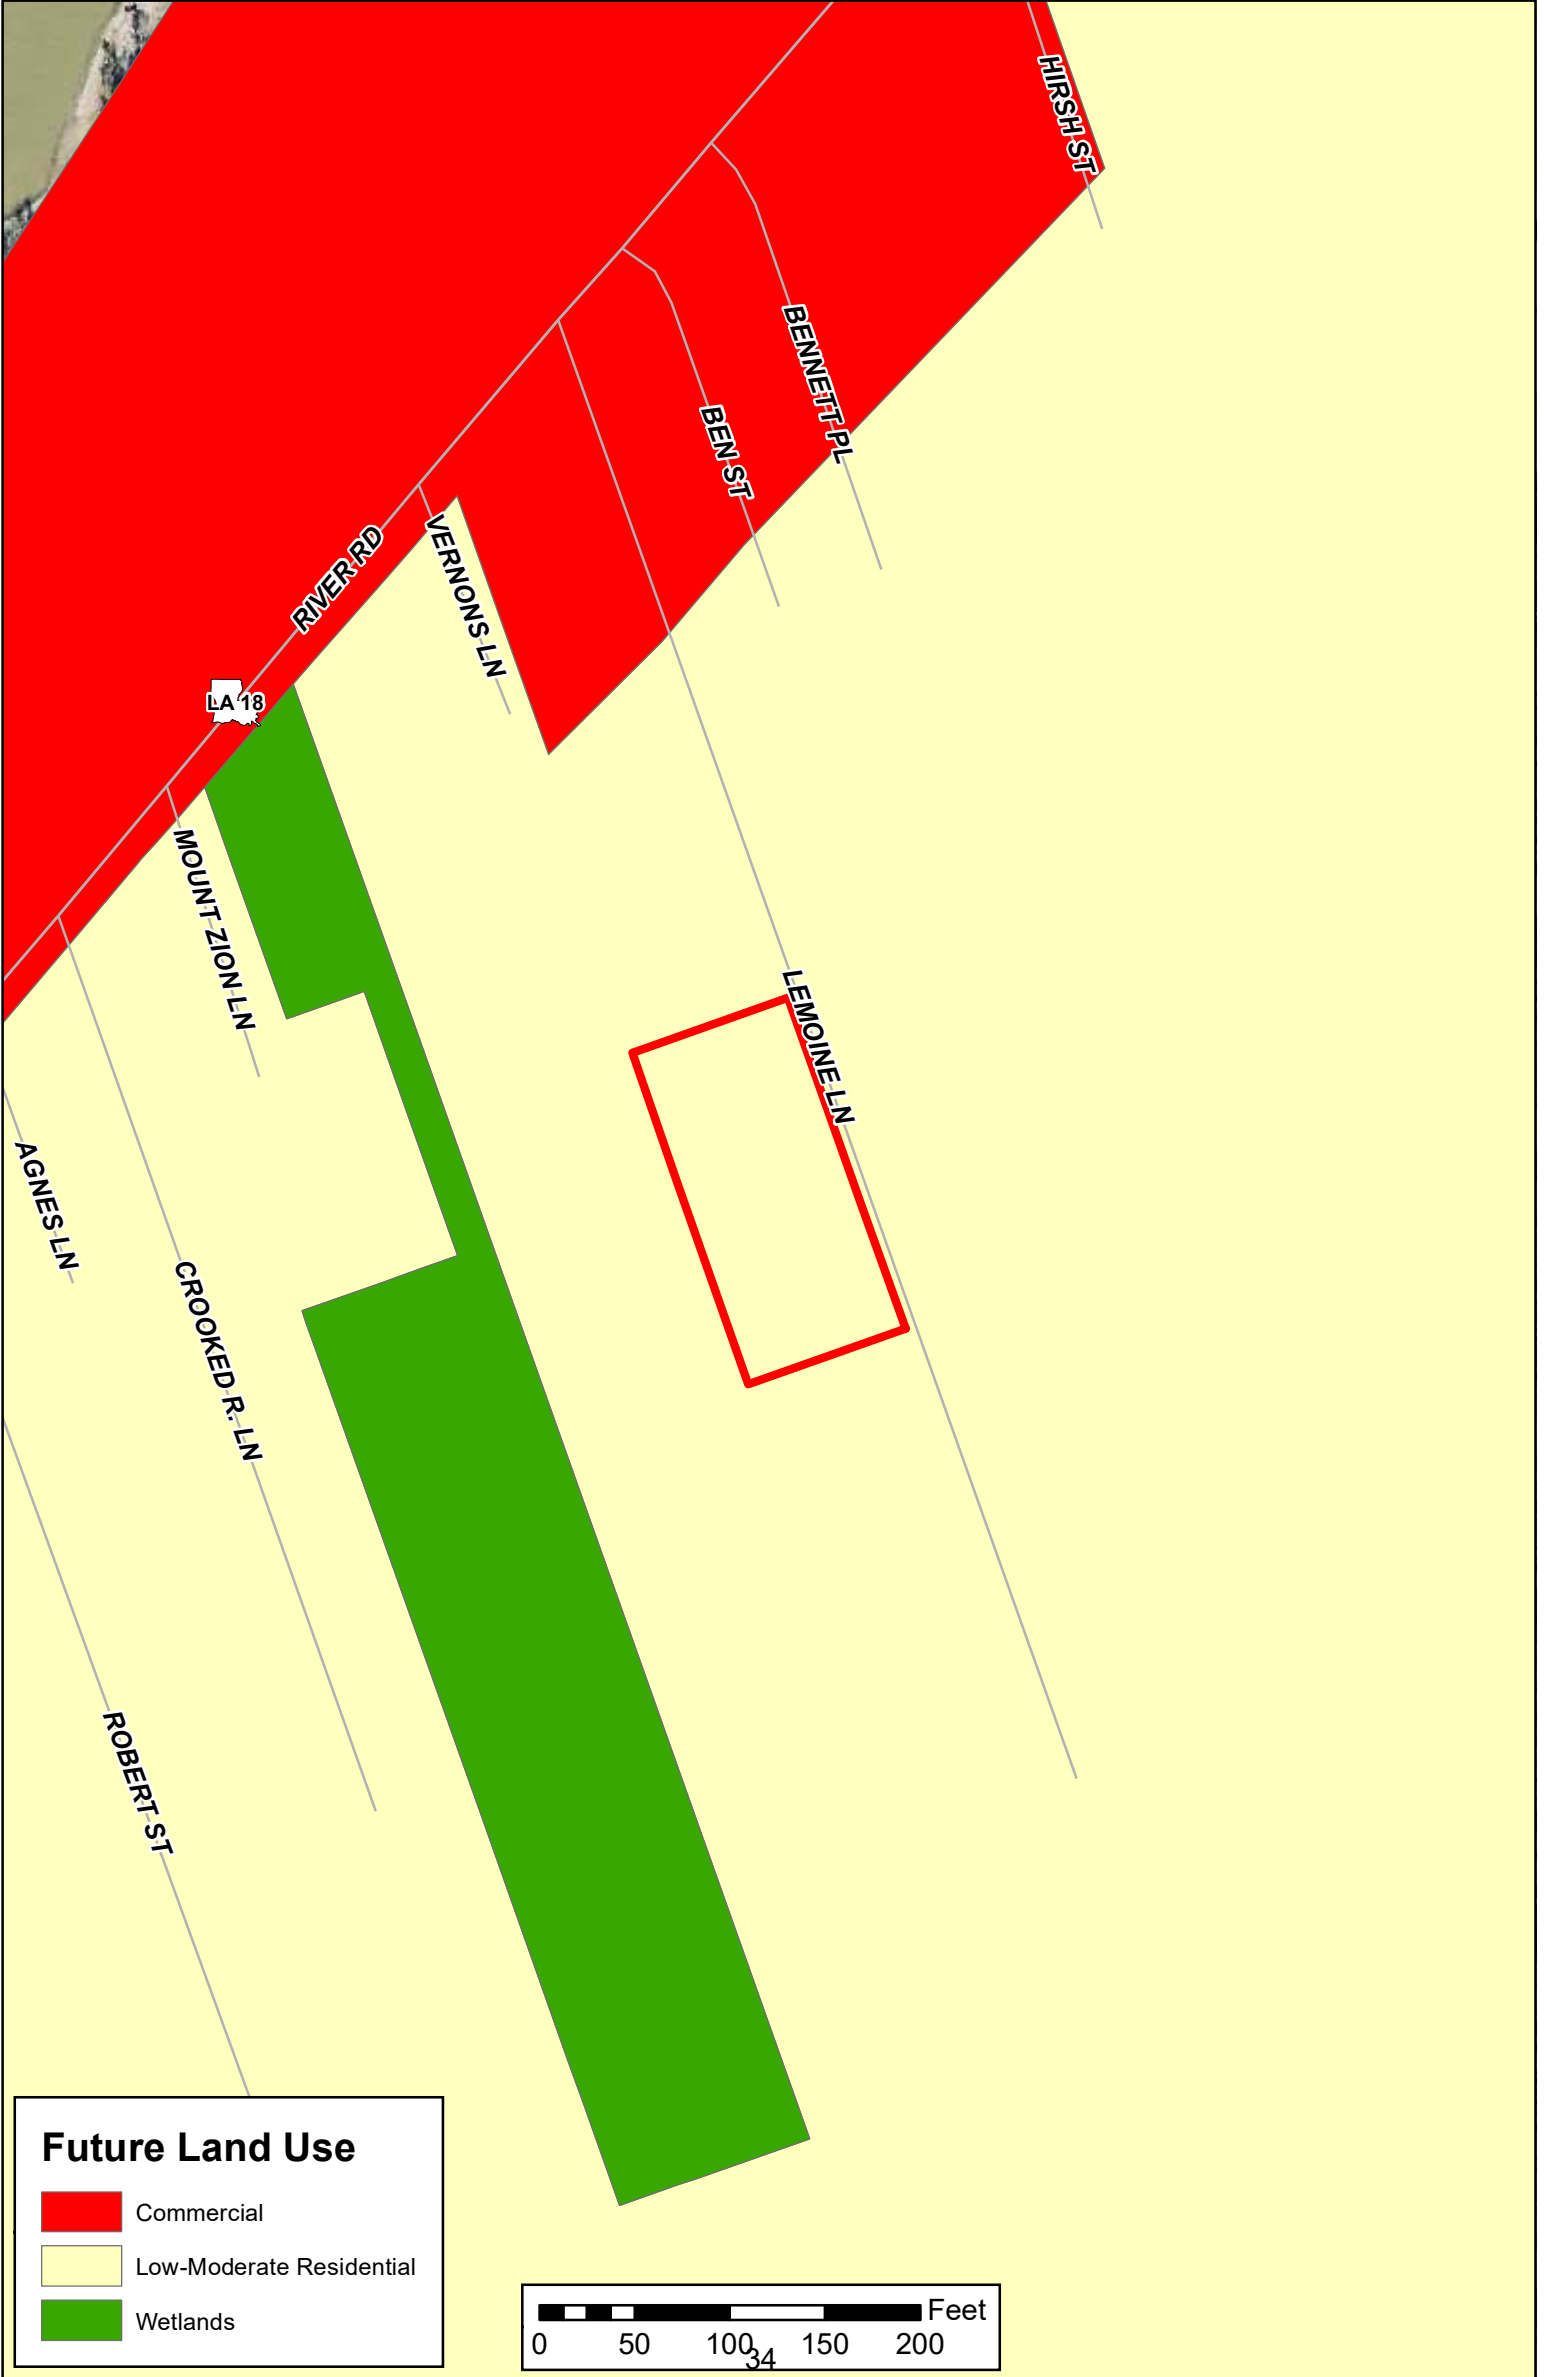 HIRSH ST
BENNETT PL
BEN ST
VERNONS LN
RIVER RD
LA 18
MOUNT ZION LN
LEMOINE LN
AGNES LN
CROOKED R. LN
ROBERT ST
Future Land Use
Commercial
Low-Moderate Residential
Wetlands
Feet
0 50 100 150 200
34